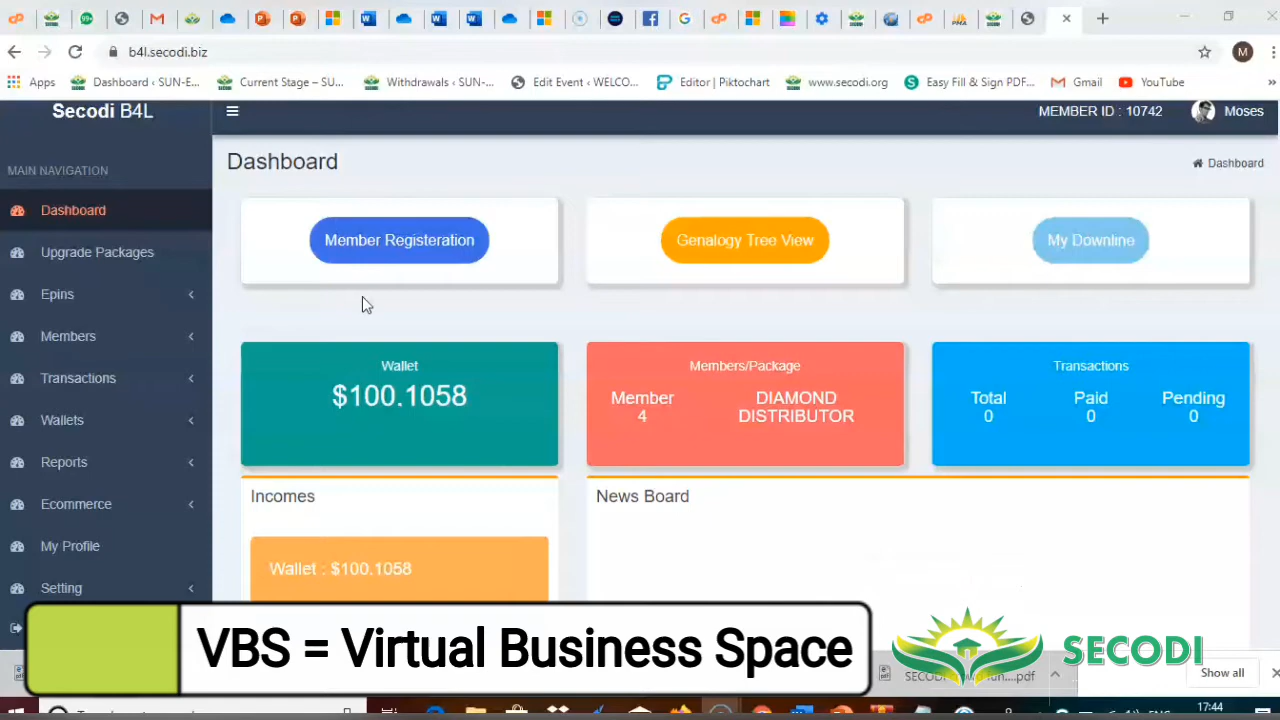 b4l.secodi.biz
M
Apps
Dashboard ‹ SUN-E...
Current Stage – SU...
Withdrawals ‹ SUN-...
Edit Event ‹ WELCO...
Editor | Piktochart
www.secodi.org
Easy Fill & Sign PDF...
Gmail
YouTube
»
Secodi B4L
MEMBER ID : 10742
Moses
MAIN NAVIGATION
Dashboard
Upgrade Packages
Epins
Members
Transactions
Wallets
Reports
Ecommerce
My Profile
Setting
Dashboard
Dashboard
Member Registeration
Genalogy Tree View
My Downline
Wallet
$100.1058
Members/Package
Member
4
DIAMOND
DISTRIBUTOR
Transactions
Total
0
Paid
0
Pending
0
Incomes
News Board
Wallet : $100.1058
VBS = Virtual Business Space
SECODI
Show all
ENG
17:44